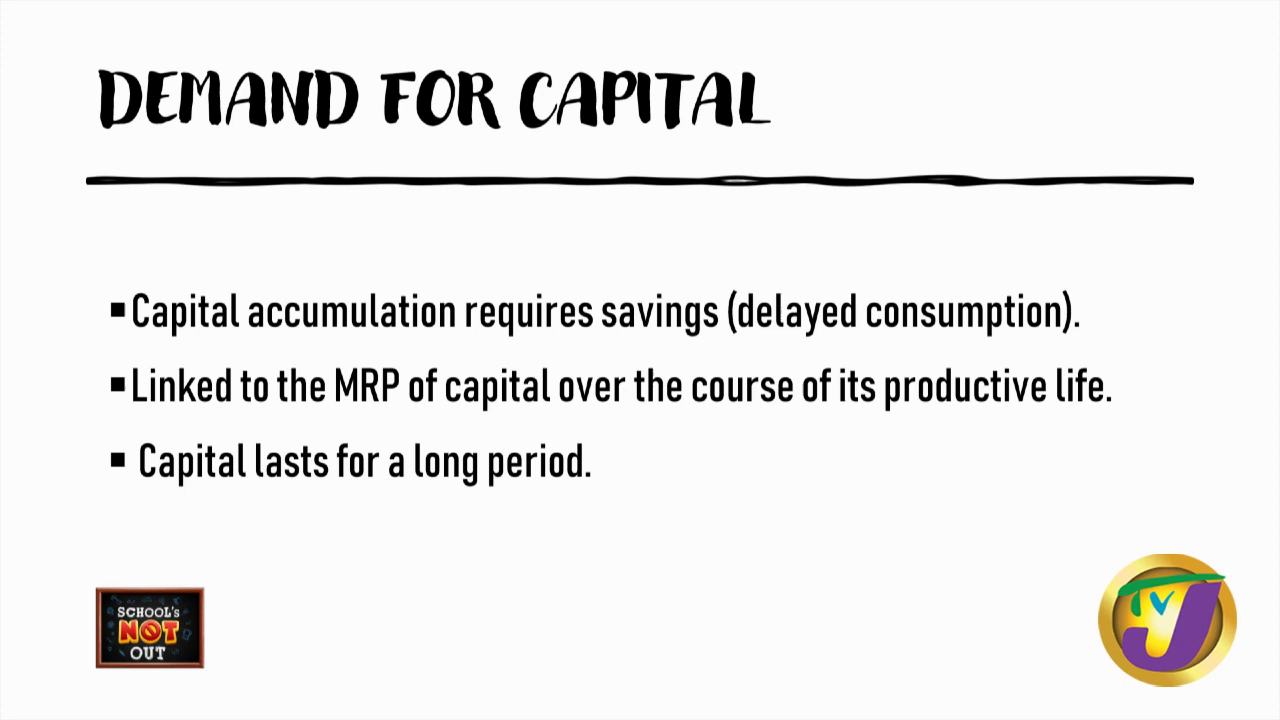 DEMAND FOR CAPITAL
▪Capital accumulation requires savings (delayed consumption).
▪Linked to the MRP of capital over the course of its productive life.
▪ Capital lasts for a long period.
SCHOOL's
NOT
OUT
TVJ